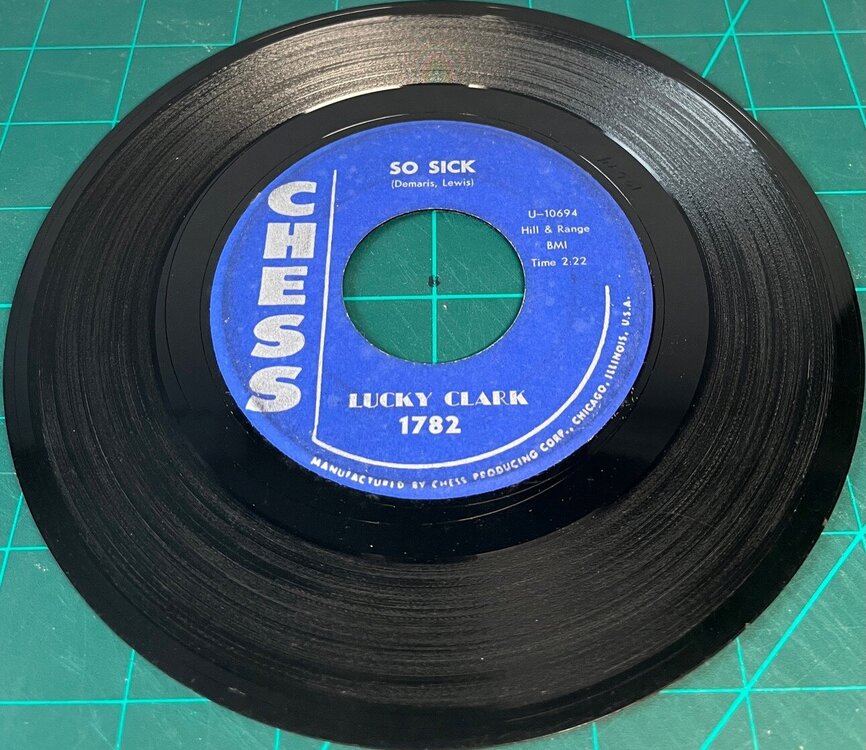 SO SICK
(Demaris, Lewis)
CHESS
U-10694
Hill & Range
BMI
Time 2:22
LUCKY CLARK
1782
MANUFACTURED BY CHESS PRODUCING CORP., CHICAGO, ILLINOIS, U.S.A.